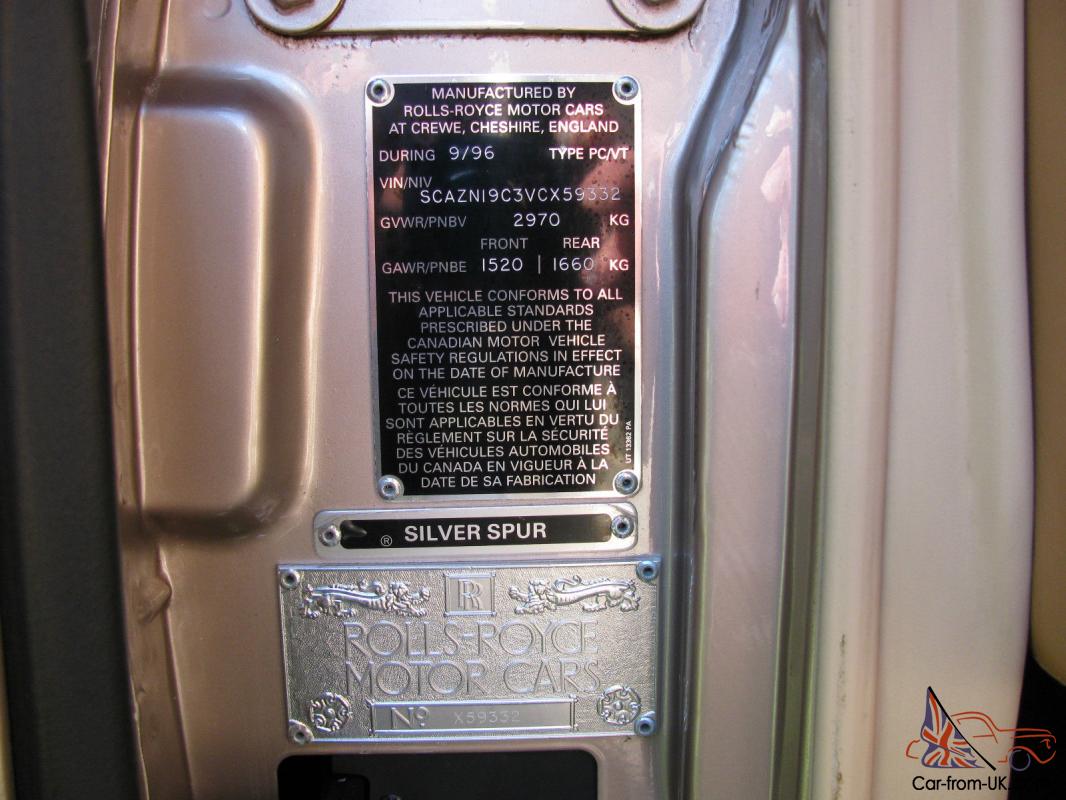 MANUFACTURED BY
ROLLS-ROYCE MOTOR CARS
AT CREWE, CHESHIRE, ENGLAND
DURING 9/96 TYPE PC/VT
VIN/NIV
SCAZN19C3VCX59332
GVWR/PNBV 2970 KG
FRONT REAR
GAWR/PNBE 1520 | 1660 KG
THIS VEHICLE CONFORMS TO ALL
APPLICABLE STANDARDS
PRESCRIBED UNDER THE
CANADIAN MOTOR VEHICLE
SAFETY REGULATIONS IN EFFECT
ON THE DATE OF MANUFACTURE
CE VÉHICULE EST CONFORME À
TOUTES LES NORMES QUI LUI
SONT APPLICABLES EN VERTU DU
RÈGLEMENT SUR LA SÉCURITÉ
DES VÉHICULES AUTOMOBILES
DU CANADA EN VIGUEUR À LA
DATE DE SA FABRICATION
UT 13362 PA
® SILVER SPUR
RR
ROLLS-ROYCE
MOTOR CARS
No X59332
Car-from-UK.com